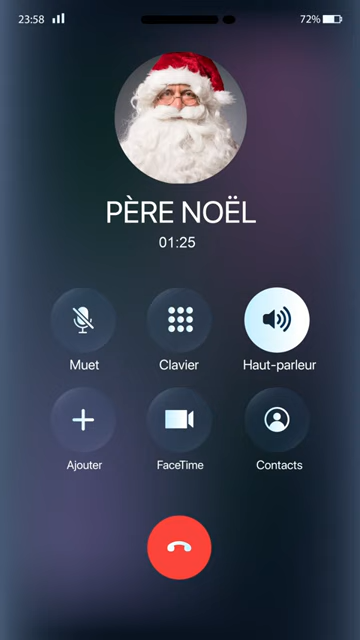 23:58 72%
PÈRE NOËL
01:25
Muet Clavier Haut-parleur
Ajouter FaceTime Contacts